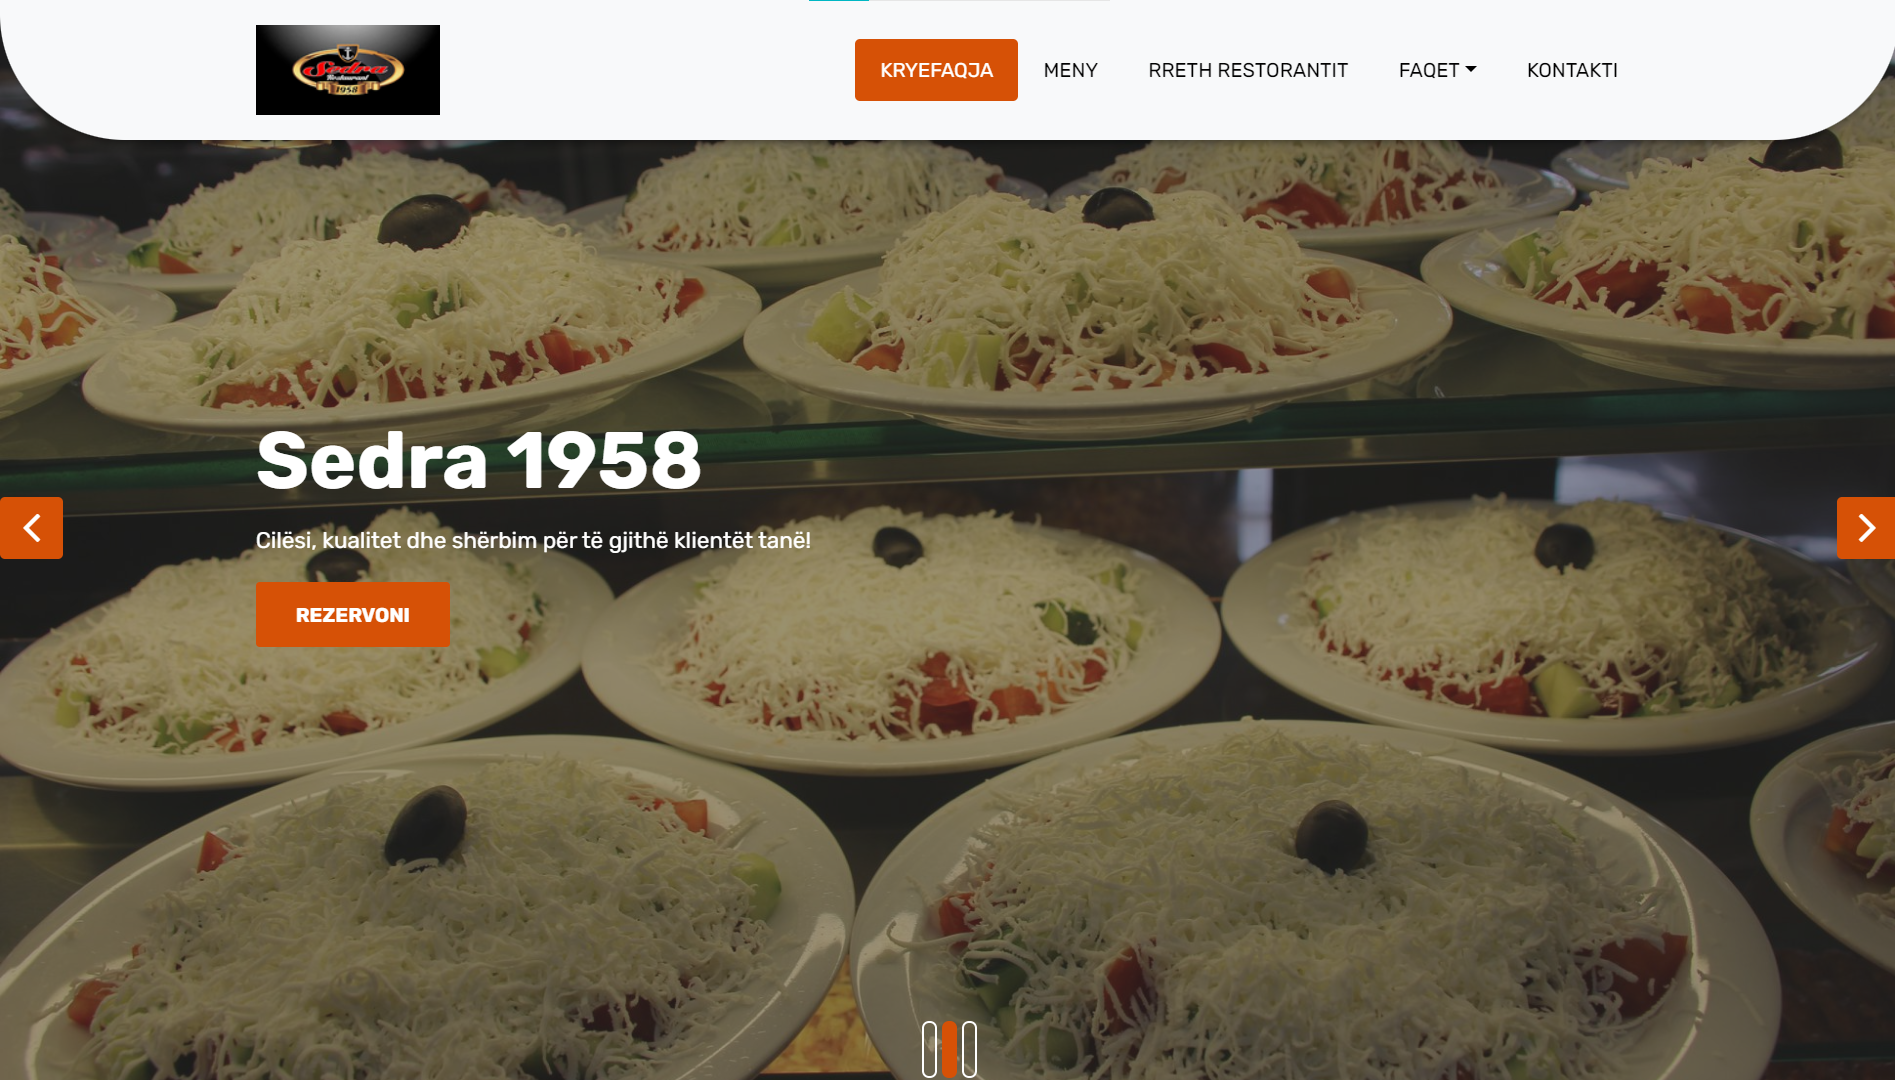 Sedra
Restaurant
1958
KRYEFAQJA
MENY
RRETH RESTORANTIT
FAQET
KONTAKTI
Sedra 1958
Cilësi, kualitet dhe shërbim për të gjithë klientët tanë!
REZERVONI